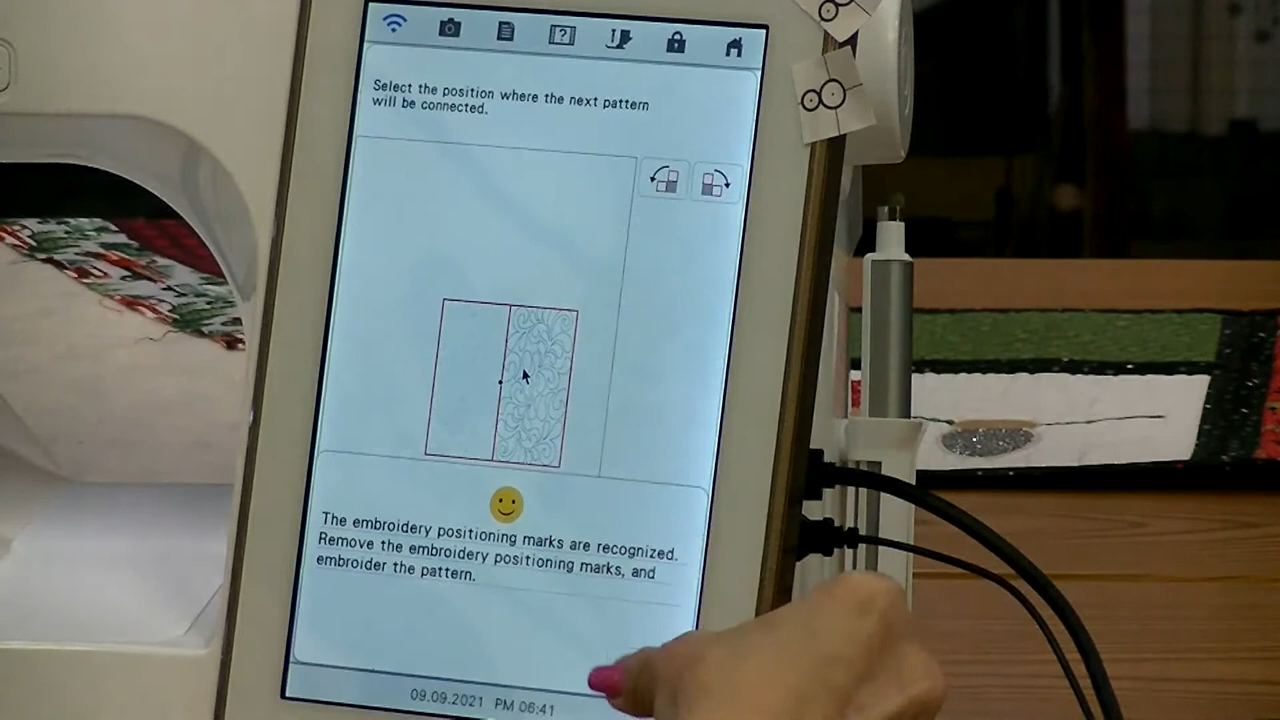 Select the position where the next pattern
will be connected.
The embroidery positioning marks are recognized.
Remove the embroidery positioning marks, and
embroider the pattern.
09.09.2021 PM 06:41